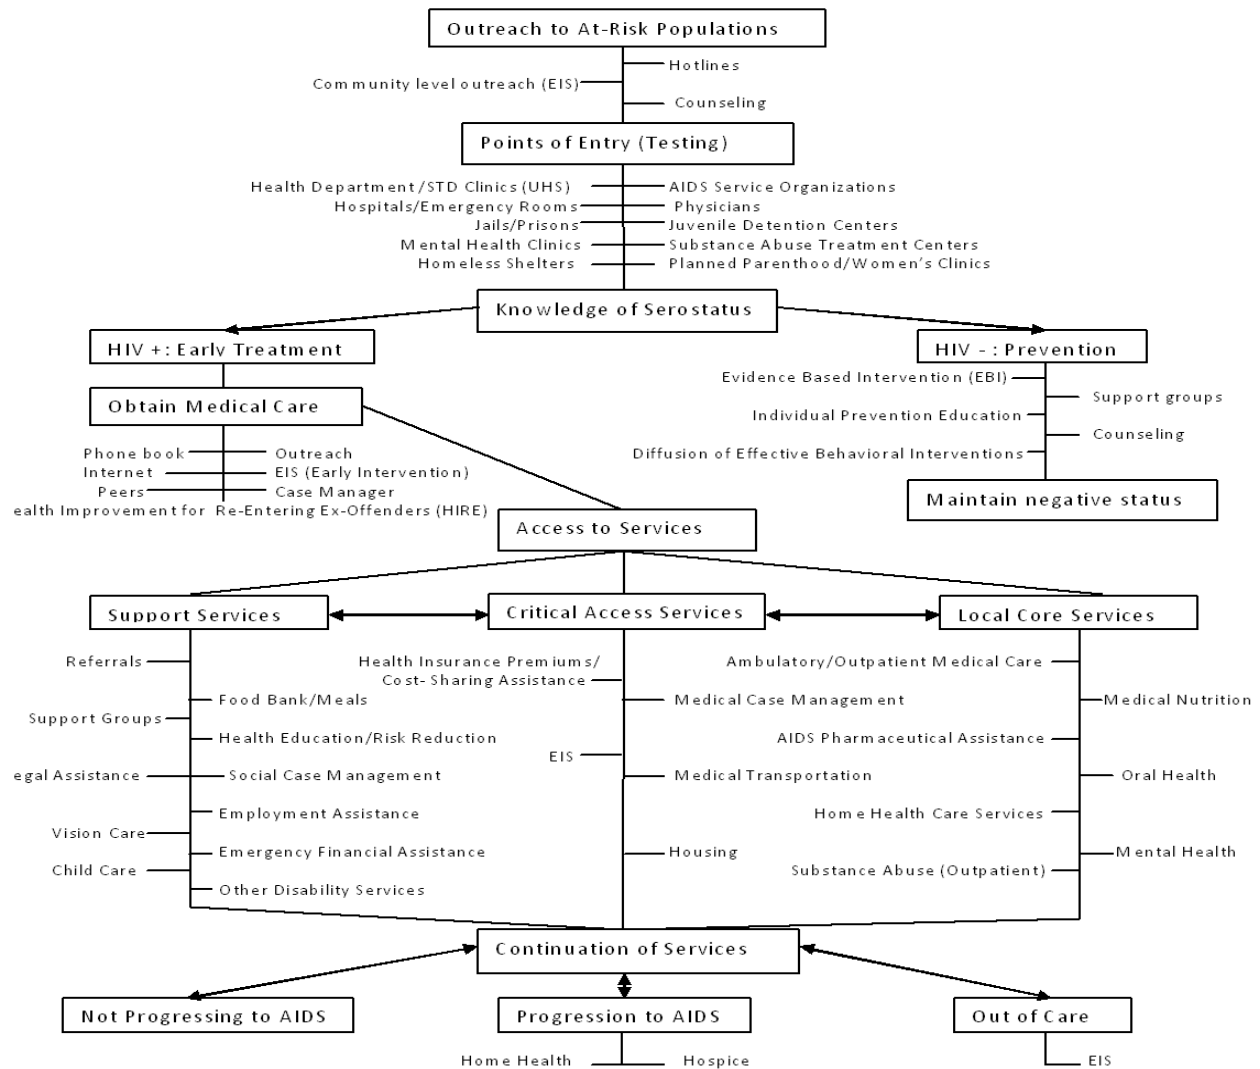 Outreach to At-Risk Populations
Hotlines
Community level outreach (EIS)
Counseling
Points of Entry (Testing)
Health Department/STD Clinics (UHS)
AIDS Service Organizations
Hospitals/Emergency Rooms
Physicians
Jails/Prisons
Juvenile Detention Centers
Mental Health Clinics
Substance Abuse Treatment Centers
Homeless Shelters
Planned Parenthood/Women's Clinics
Knowledge of Serostatus
HIV +: Early Treatment
HIV - : Prevention
Evidence Based Intervention (EBI)
Support groups
Individual Prevention Education
Counseling
Diffusion of Effective Behavioral Interventions
Maintain negative status
Obtain Medical Care
Phone book
Outreach
Internet
EIS (Early Intervention)
Peers
Case Manager
ealth Improvement for Re-Entering Ex-Offenders (HIRE)
Access to Services
Support Services
Critical Access Services
Local Core Services
Referrals
Food Bank/Meals
Support Groups
Health Education/Risk Reduction
egal Assistance
Social Case Management
Employment Assistance
Vision Care
Emergency Financial Assistance
Child Care
Other Disability Services
Health Insurance Premiums/
Cost- Sharing Assistance
Medical Case Management
EIS
Medical Transportation
Housing
Ambulatory/Outpatient Medical Care
Medical Nutrition
AIDS Pharmaceutical Assistance
Oral Health
Home Health Care Services
Mental Health
Substance Abuse (Outpatient)
Continuation of Services
Not Progressing to AIDS
Progression to AIDS
Out of Care
Home Health
Hospice
EIS